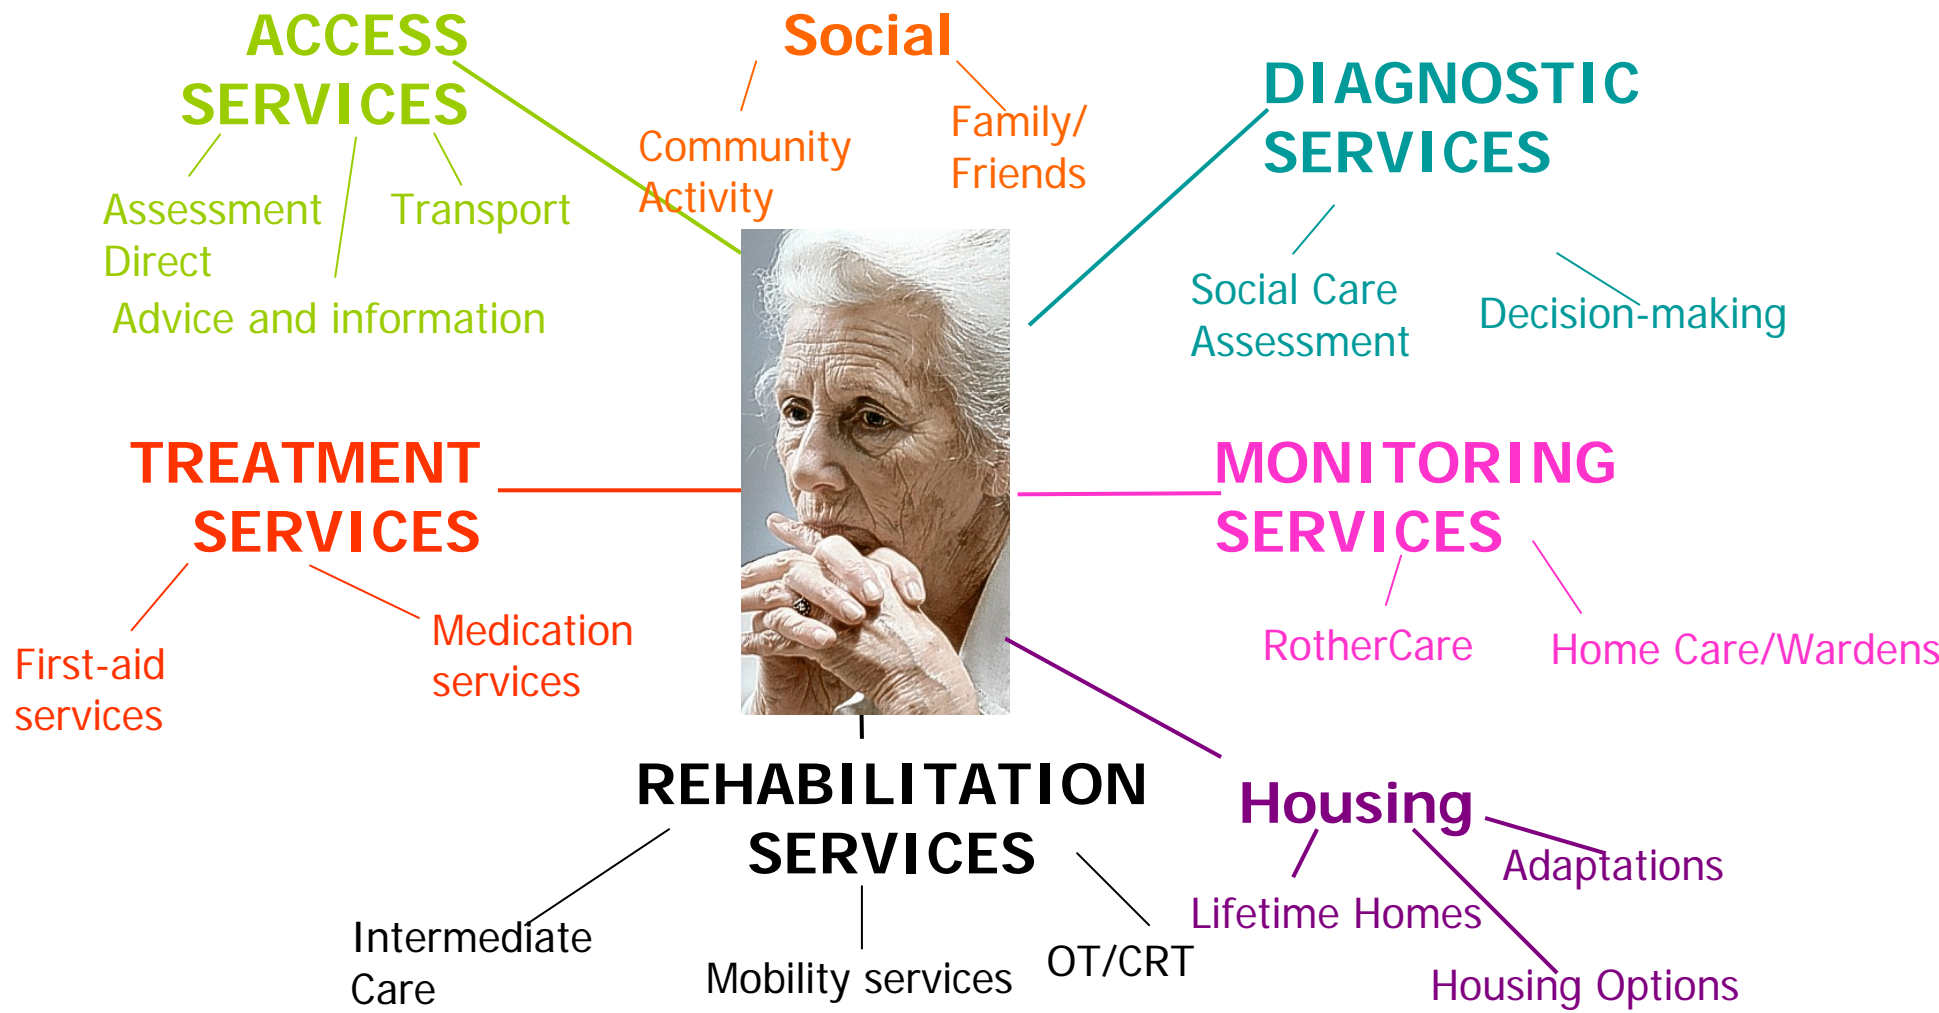 ACCESS
SERVICES
Assessment
Direct
Transport
Advice and information
Social
Community
Activity
Family/
Friends
DIAGNOSTIC
SERVICES
Social Care
Assessment
Decision-making
TREATMENT
SERVICES
First-aid
services
Medication
services
MONITORING
SERVICES
RotherCare
Home Care/Wardens
REHABILITATION
SERVICES
Intermediate
Care
Mobility services
OT/CRT
Housing
Adaptations
Lifetime Homes
Housing Options